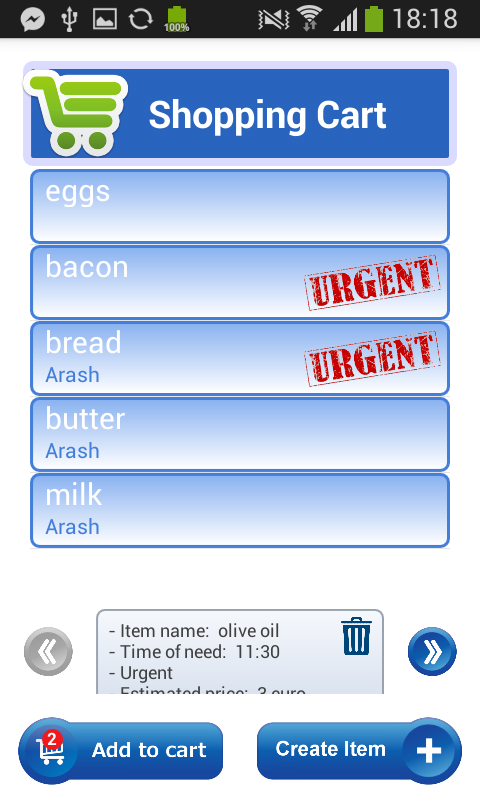 100%
18:18
Shopping Cart
eggs
bacon
URGENT
bread
URGENT
Arash
butter
Arash
milk
Arash
- Item name: olive oil
- Time of need: 11:30
- Urgent
- Estimated price: 3 euro
2
Add to cart
Create Item